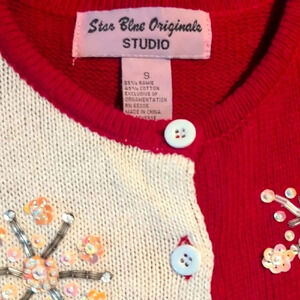 Star Blue Originals
STUDIO
S
55% RAMIE
45% COTTON
EXCLUSIVE OF
ORNAMENTATION
MADE IN CHINA